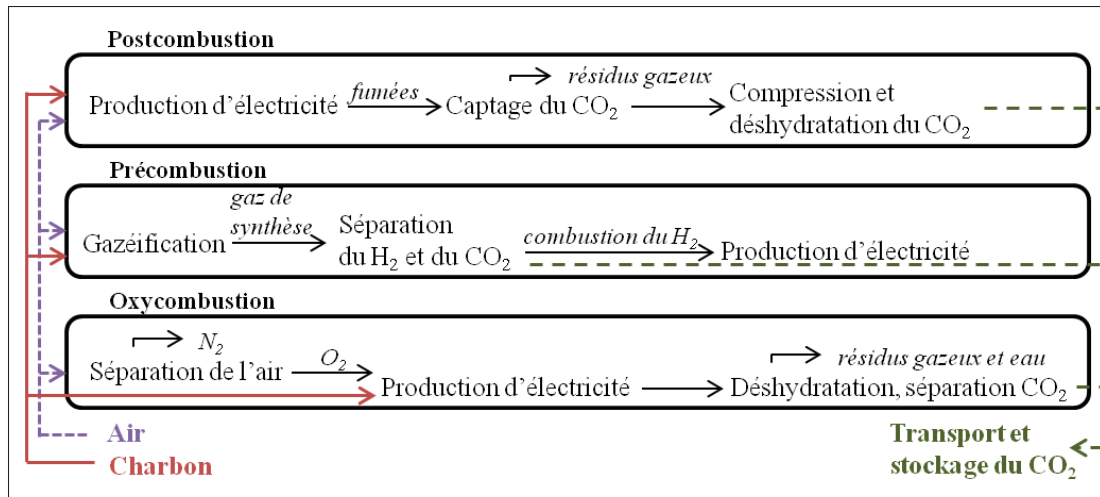 Postcombustion
résidus gazeux
Production d'électricité fumées Captage du CO2 Compression et
déshydratation du CO2
Précombustion
gaz de
synthèse
Gazéification Séparation
du H2 et du CO2 combustion du H2 Production d'électricité
Oxycombustion
N2
Séparation de l'air O2 résidus gazeux et eau
Production d'électricité Déshydratation, séparation CO2
Air
Charbon
Transport et
stockage du CO2